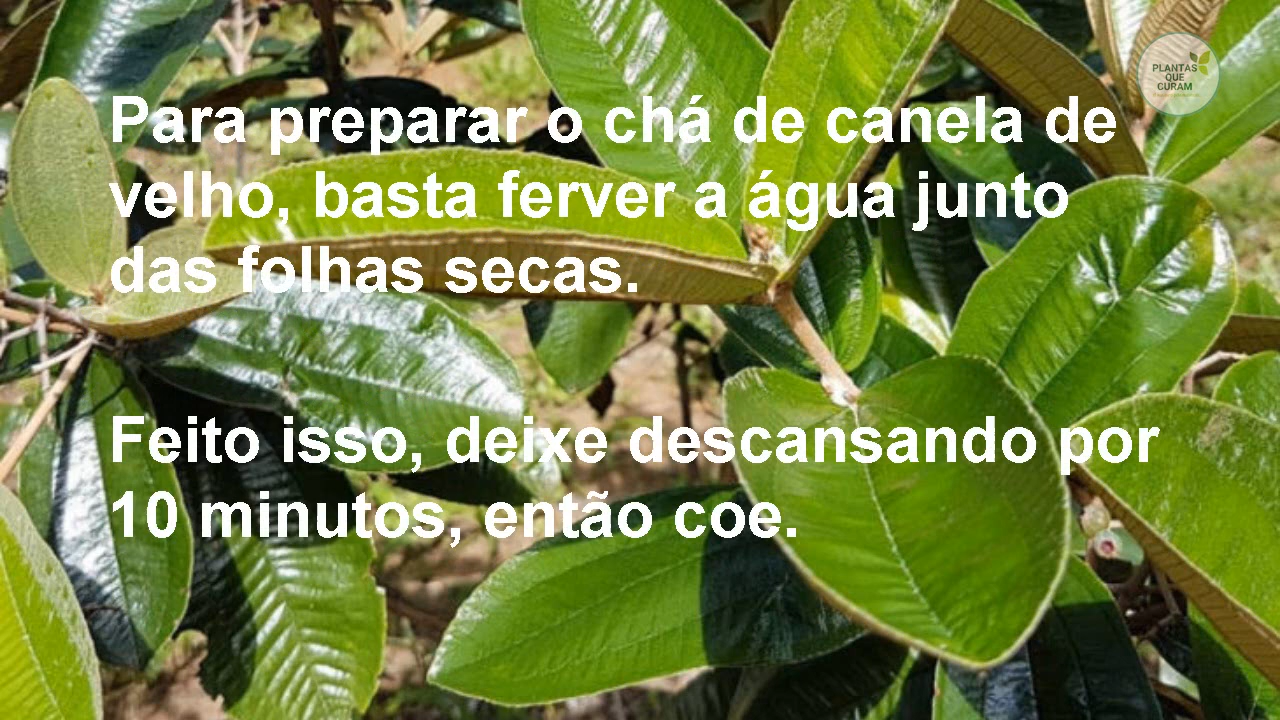 PLANTAS
QUE
CURAM
Para preparar o chá de canela de
velho, basta ferver a água junto
das folhas secas.
Feito isso, deixe descansando por
10 minutos, então coe.